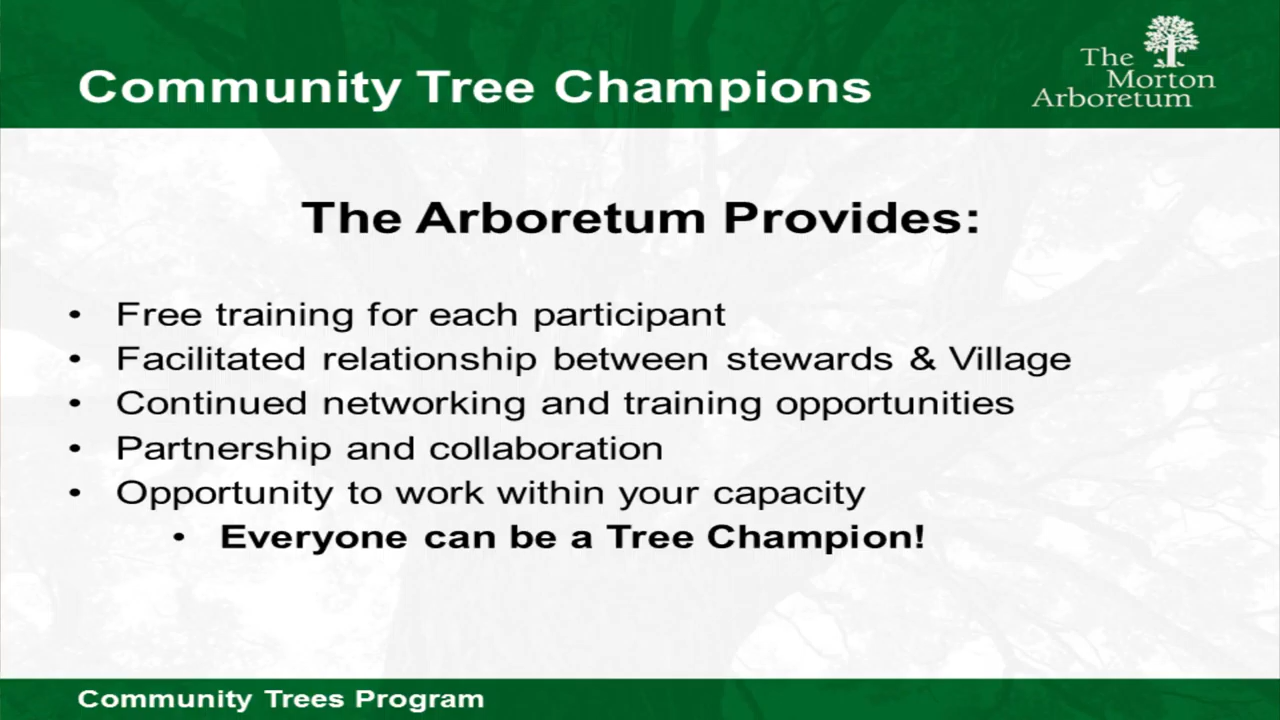 Community Tree Champions
The
Morton
Arboretum
The Arboretum Provides:
• Free training for each participant
• Facilitated relationship between stewards & Village
• Continued networking and training opportunities
• Partnership and collaboration
• Opportunity to work within your capacity
• Everyone can be a Tree Champion!
Community Trees Program